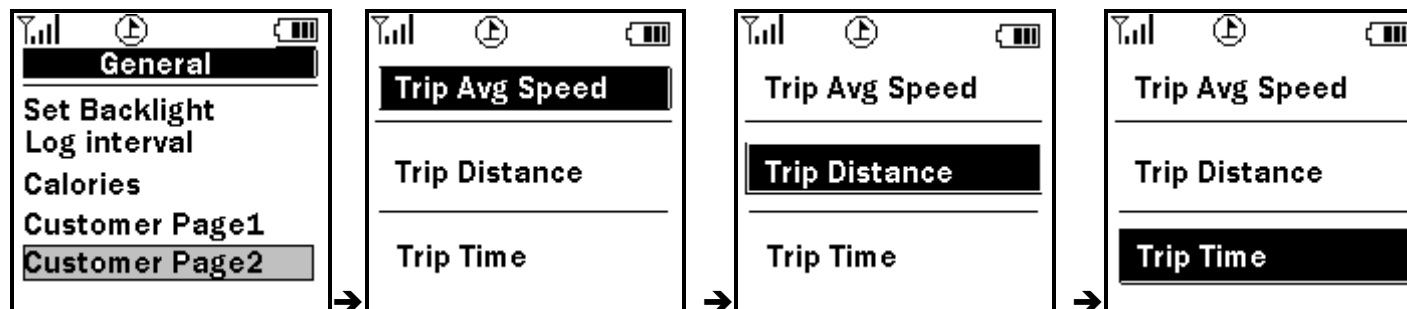 General
Set Backlight
Log interval
Calories
Customer Page1
Customer Page2
Trip Avg Speed
Trip Distance
Trip Time
Trip Avg Speed
Trip Distance
Trip Time
Trip Avg Speed
Trip Distance
Trip Time